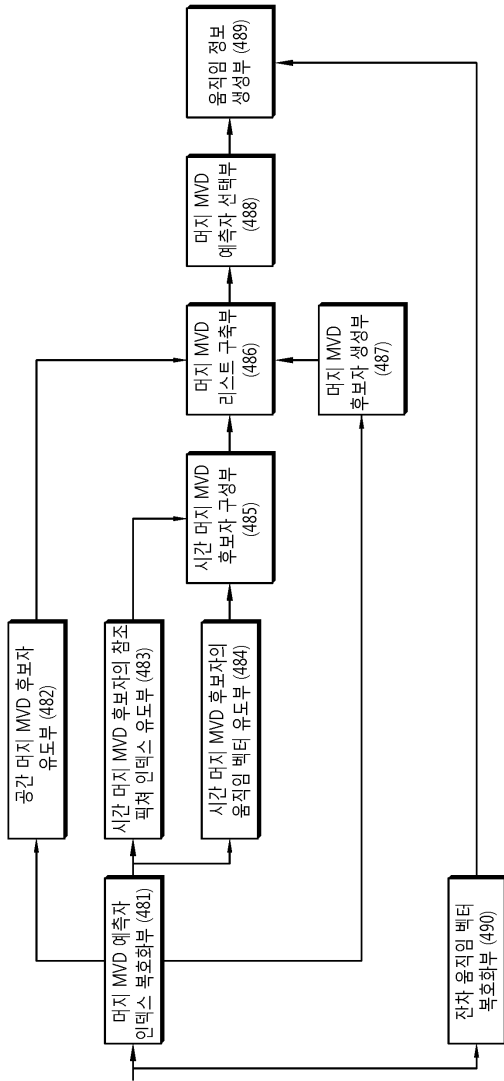 머지 MVD 예측자
인덱스 복호화부 (481)
공간 머지 MVD 후보자
유도부 (482)
시간 머지 MVD 후보자의 참조
픽쳐 인덱스 유도부 (483)
시간 머지 MVD 후보자의
움직임 벡터 유도부 (484)
시간 머지 MVD
후보자 구성부
(485)
머지 MVD
리스트 구축부
(486)
머지 MVD
후보자 생성부
(487)
머지 MVD
예측자 선택부
(488)
움직임 정보
생성부 (489)
잔차 움직임 벡터
복호화부 (490)